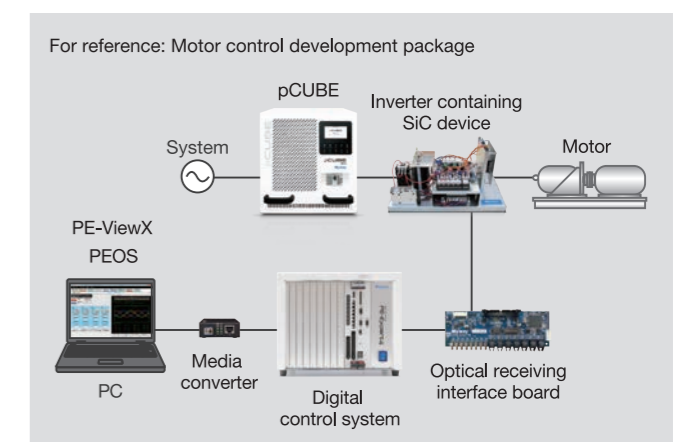 For reference: Motor control development package
pCUBE
Inverter containing
SiC device
System
Motor
PE-ViewX
PEOS
PC
Media
converter
Digital
control system
Optical receiving
interface board